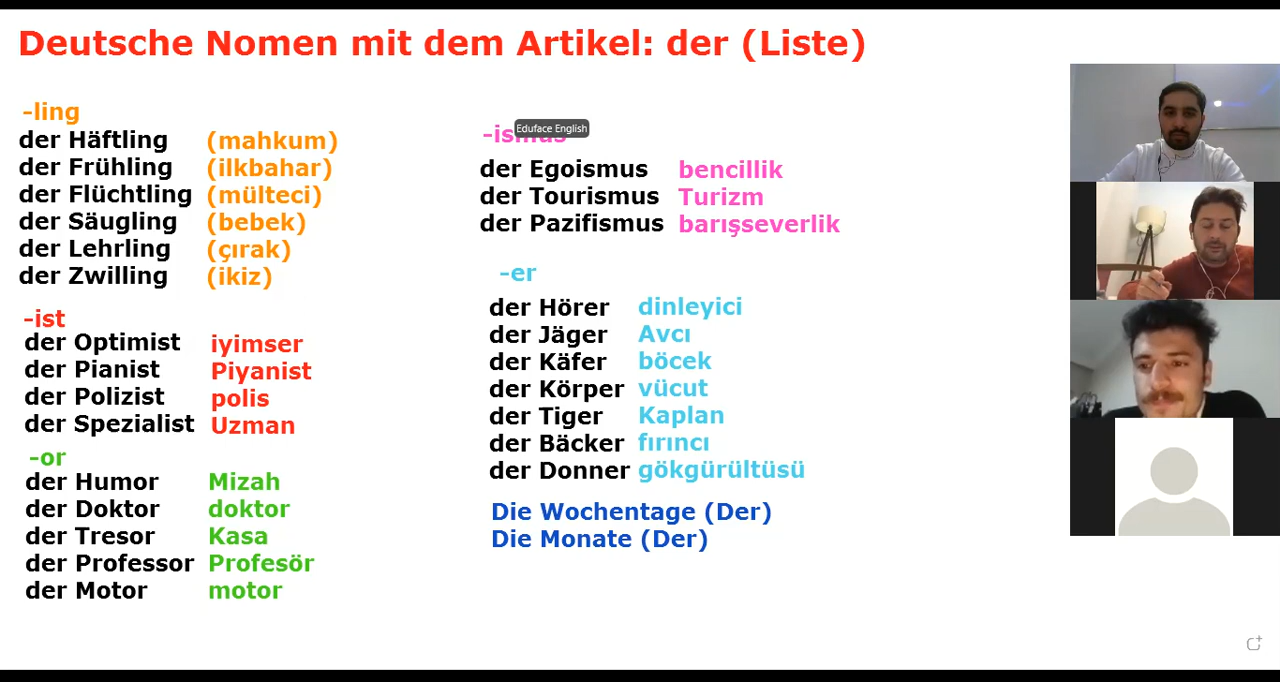 Deutsche Nomen mit dem Artikel: der (Liste)
-ling
der Häftling (mahkum)
der Frühling (ilkbahar)
der Flüchtling (mülteci)
der Säugling (bebek)
der Lehrling (çırak)
der Zwilling (ikiz)
-ist
der Optimist iyimser
der Pianist Piyanist
der Polizist polis
der Spezialist Uzman
-or
der Humor Mizah
der Doktor doktor
der Tresor Kasa
der Professor Profesör
der Motor motor
Eduface English
-ismus
der Egoismus bencillik
der Tourismus Turizm
der Pazifismus barışseverlik
-er
der Hörer dinleyici
der Jäger Avcı
der Käfer böcek
der Körper vücut
der Tiger Kaplan
der Bäcker fırıncı
der Donner gökgürültüsü
Die Wochentage (Der)
Die Monate (Der)